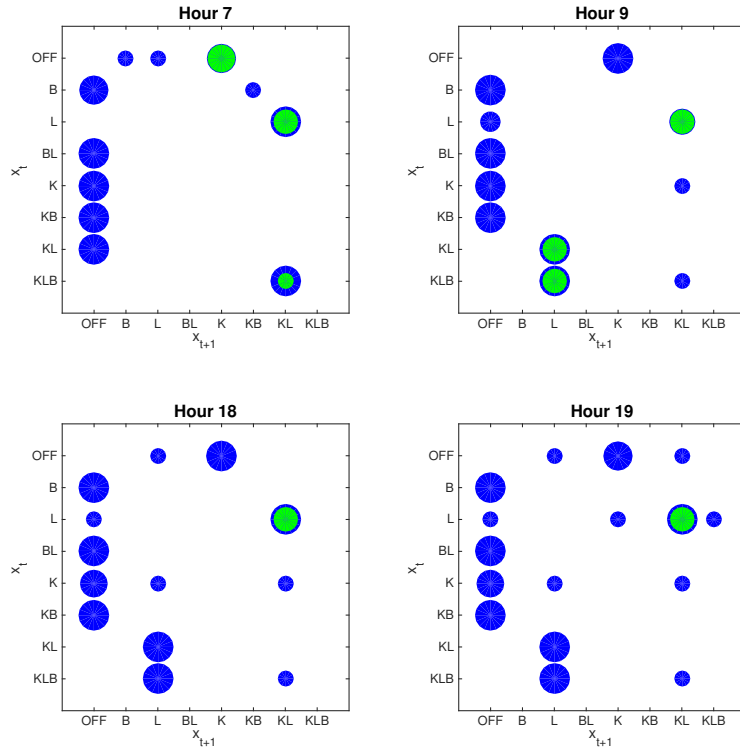 Hour 7
OFF
B
L
BL
K
KB
KL
KLB
x_t
OFF B L BL K KB KL KLB
x_{t+1}
Hour 9
OFF
B
L
BL
K
KB
KL
KLB
x_t
OFF B L BL K KB KL KLB
x_{t+1}
Hour 18
OFF
B
L
BL
K
KB
KL
KLB
x_t
OFF B L BL K KB KL KLB
x_{t+1}
Hour 19
OFF
B
L
BL
K
KB
KL
KLB
x_t
OFF B L BL K KB KL KLB
x_{t+1}